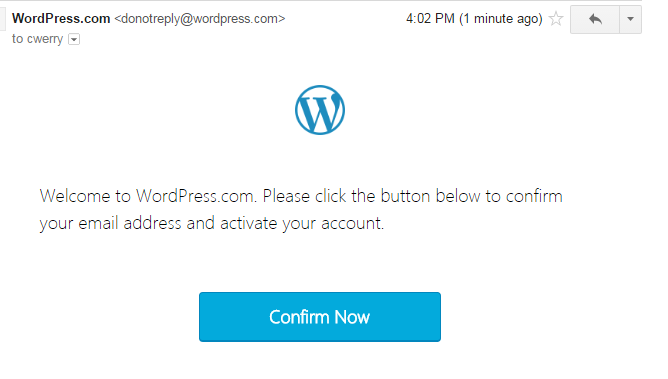 WordPress.com <donotreply@wordpress.com> 4:02 PM (1 minute ago)
to cwerry
Welcome to WordPress.com. Please click the button below to confirm
your email address and activate your account.
Confirm Now